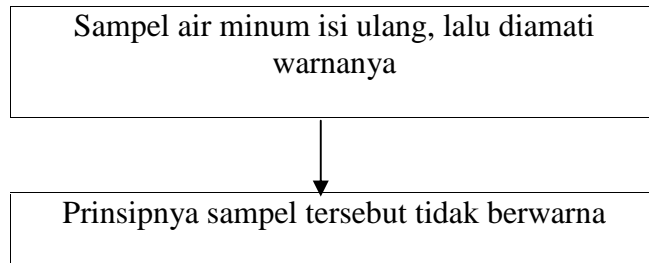 Sampel air minum isi ulang, lalu diamati
warnanya
Prinsipnya sampel tersebut tidak berwarna